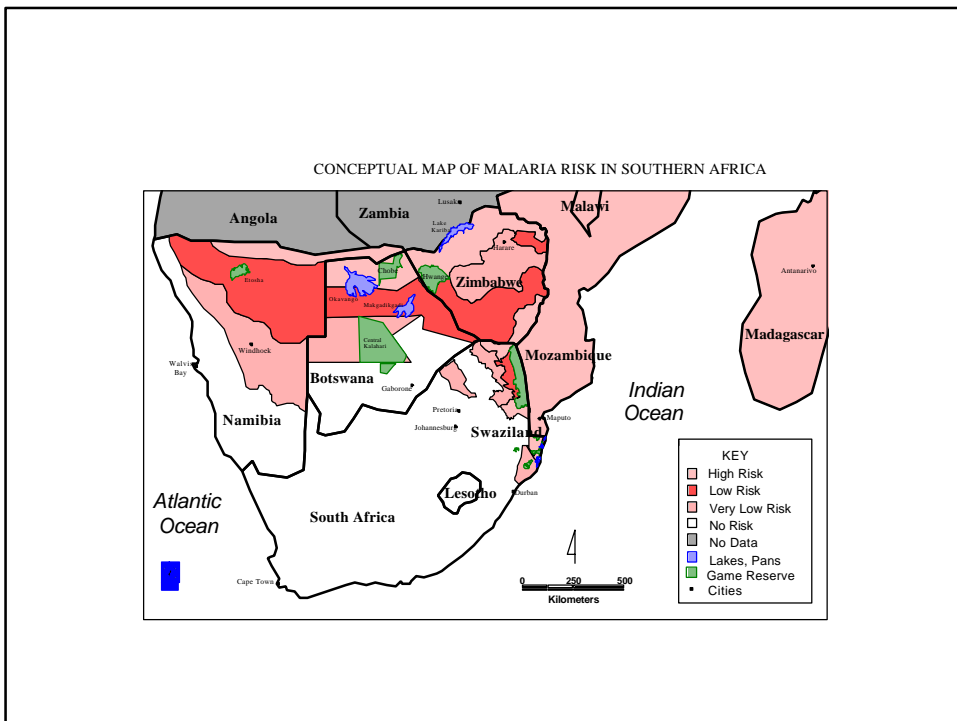 CONCEPTUAL MAP OF MALARIA RISK IN SOUTHERN AFRICA
Angola
Zambia
Lusaka
Malawi
Lake
Kariba
Harare
Antanarivo
Etosha
Chobe
Hwange
Zimbabwe
Okavango
Makgadikgadi
Madagascar
Windhoek
Central
Kalahari
Mozambique
Walvis
Bay
Botswana
Gaborone
Indian
Ocean
Namibia
Pretoria
Johannesburg
Maputo
Swaziland
Lesotho
Durban
South Africa
Atlantic
Ocean
Cape Town
0 250 500
Kilometers
KEY
High Risk
Low Risk
Very Low Risk
No Risk
No Data
Lakes, Pans
Game Reserve
Cities